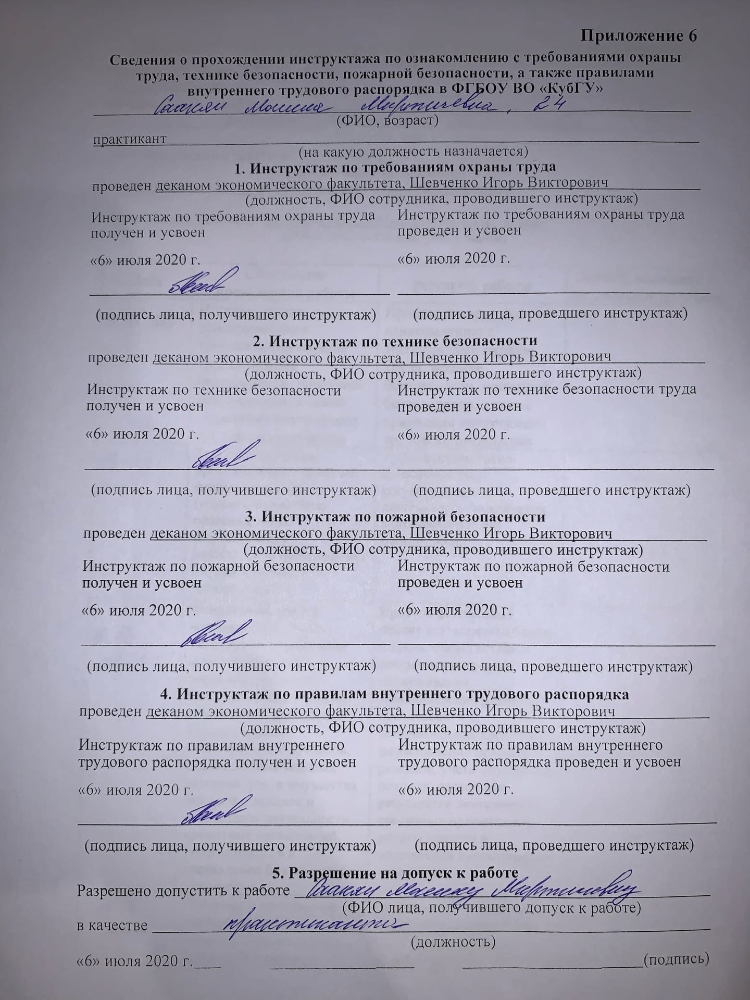 Приложение 6
Сведения о прохождении инструктажа по ознакомлению с требованиями охраны
труда, технике безопасности, пожарной безопасности, а также правилами
внутреннего трудового распорядка в ФГБОУ ВО «КубГУ»
Саакян, 24
(ФИО, возраст)
практикант
(на какую должность назначается)
1. Инструктаж по требованиям охраны труда
проведен деканом экономического факультета, Шевченко Игорь Викторович
(должность, ФИО сотрудника, проводившего инструктаж)
Инструктаж по требованиям охраны труда Инструктаж по требованиям охраны труда
получен и усвоен проведен и усвоен
«6» июля 2020 г. «6» июля 2020 г.
(подпись лица, получившего инструктаж) (подпись лица, проведшего инструктаж)
2. Инструктаж по технике безопасности
проведен деканом экономического факультета, Шевченко Игорь Викторович
(должность, ФИО сотрудника, проводившего инструктаж)
Инструктаж по технике безопасности Инструктаж по технике безопасности труда
получен и усвоен проведен и усвоен
«6» июля 2020 г. «6» июля 2020 г.
(подпись лица, получившего инструктаж) (подпись лица, проведшего инструктаж)
3. Инструктаж по пожарной безопасности
проведен деканом экономического факультета, Шевченко Игорь Викторович
(должность, ФИО сотрудника, проводившего инструктаж)
Инструктаж по пожарной безопасности Инструктаж по пожарной безопасности
получен и усвоен проведен и усвоен
«6» июля 2020 г. «6» июля 2020 г.
(подпись лица, получившего инструктаж) (подпись лица, проведшего инструктаж)
4. Инструктаж по правилам внутреннего трудового распорядка
проведен деканом экономического факультета, Шевченко Игорь Викторович
(должность, ФИО сотрудника, проводившего инструктаж)
Инструктаж по правилам внутреннего Инструктаж по правилам внутреннего
трудового распорядка получен и усвоен трудового распорядка проведен и усвоен
«6» июля 2020 г. «6» июля 2020 г.
(подпись лица, получившего инструктаж) (подпись лица, проведшего инструктаж)
5. Разрешение на допуск к работе
Разрешено допустить к работе Саакян
(ФИО лица, получившего допуск к работе)
в качестве практиканта
(должность)
«6» июля 2020 г. (подпись)